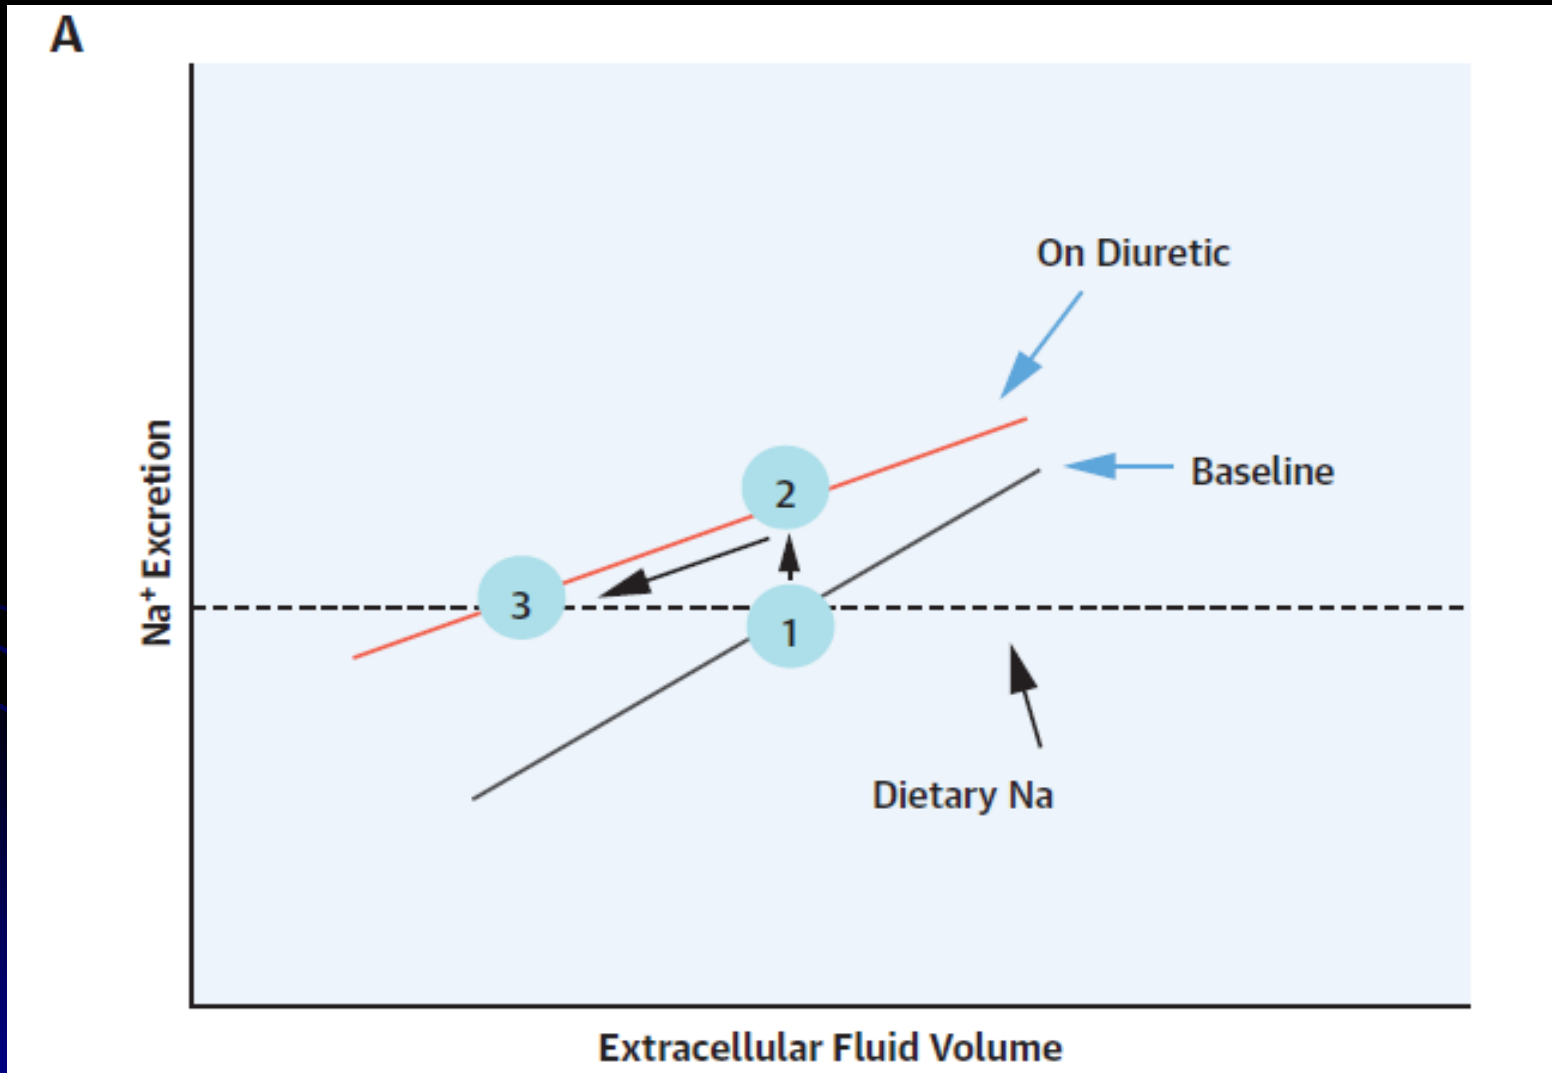 A
On Diuretic
Baseline
2
3
1
Dietary Na
Na⁺ Excretion
Extracellular Fluid Volume